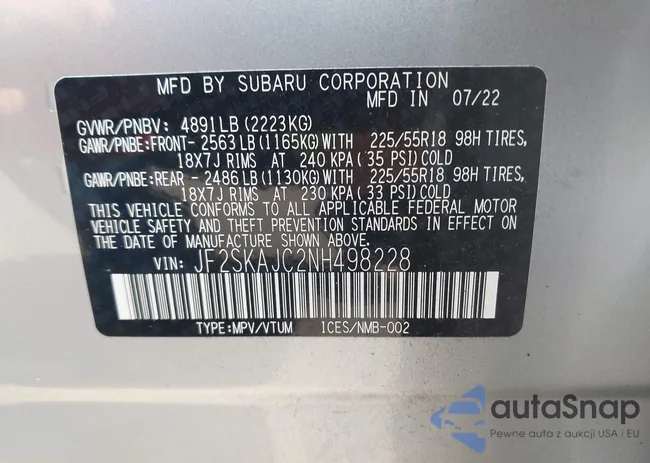 MFD BY SUBARU CORPORATION
MFD IN 07/22
GVWR/PNBV: 4891LB (2223KG)
GAWR/PNBE:FRONT- 2563LB (1165KG)WITH 225/55R18 98H TIRES,
18X7J RIMS AT 240 KPA (35 PSI)COLD
GAWR/PNBE:REAR - 2486LB (1130KG)WITH 225/55R18 98H TIRES,
18X7J RIMS AT 230 KPA (33 PSI)COLD
THIS VEHICLE CONFORMS TO ALL APPLICABLE FEDERAL MOTOR
VEHICLE SAFETY AND THEFT PREVENTION STANDARDS IN EFFECT
ON THE DATE OF MANUFACTURE SHOWN ABOVE.
VIN: JF2SKAJC2NH498228
TYPE:MPV/VTUM 1CES/NMB-002
autoSnap
Pewne auta z aukcji USA i EU